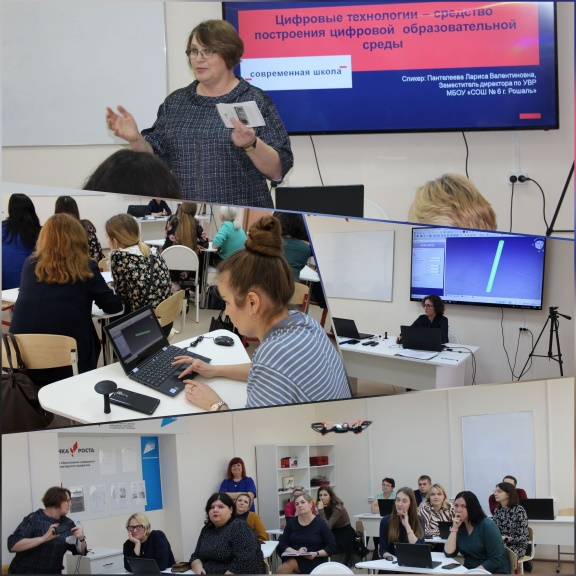 Цифровые технологии – средство
построения цифровой образовательной
среды
современная школа
Спикер: Пантелеева Лариса Валентиновна,
Заместитель директора по УВР
МБОУ «СОШ № 6 г. Рошаль»
ЧКА РОСТА